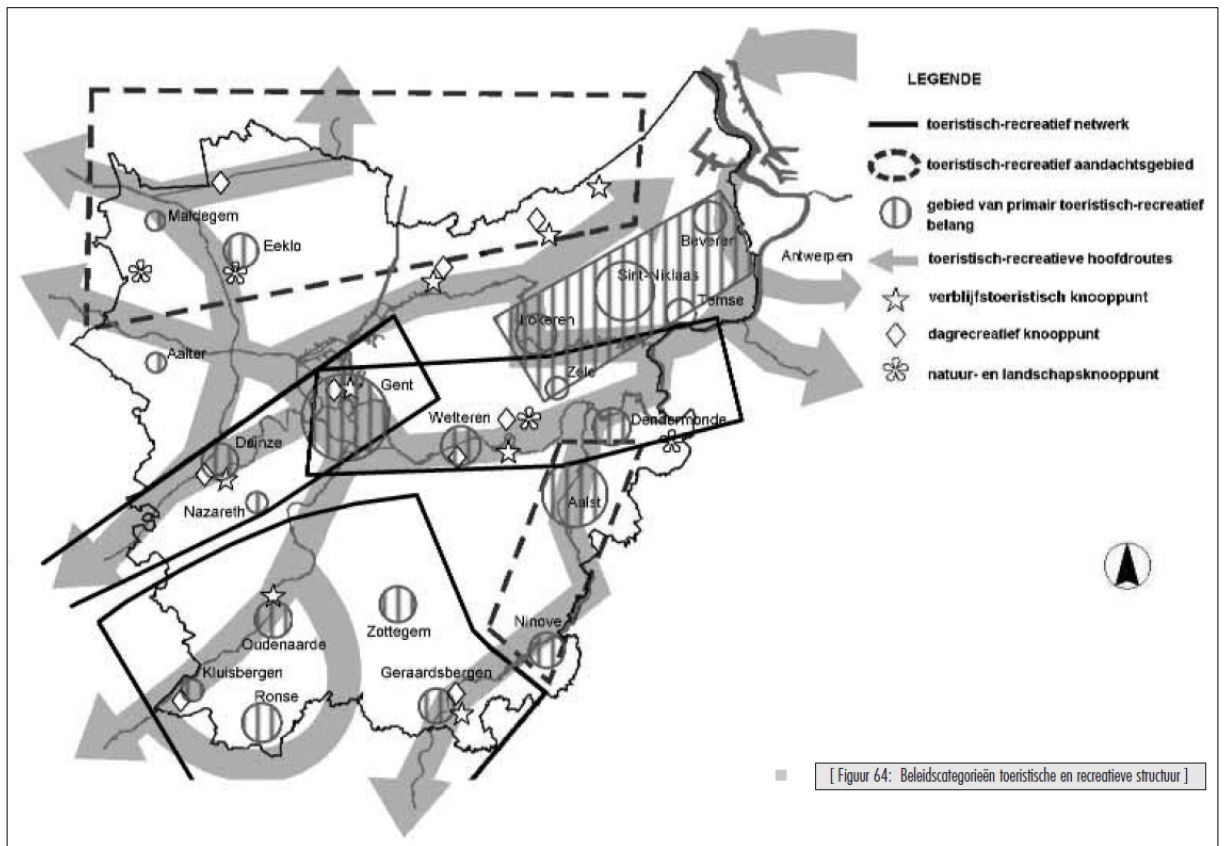 LEGENDE
toeristisch-recreatief netwerk
toeristisch-recreatief aandachtsgebied
gebied van primair toeristisch-recreatief
belang
toeristisch-recreatieve hoofdroutes
verblijfstoeristisch knooppunt
dagrecreatief knooppunt
natuur- en landschapsknooppunt
Maldegem
Eeklo
Beveren
Antwerpen
Sint-Niklaas
Temse
Lokeren
Aalter
Zele
Gent
Wetteren
Dendermonde
Deinze
Aalst
Nazareth
Zottegem
Ninove
Oudenaarde
Kluisbergen
Geraardsbergen
Ronse
[ Figuur 64: Beleidscategorieën toeristische en recreatieve structuur ]